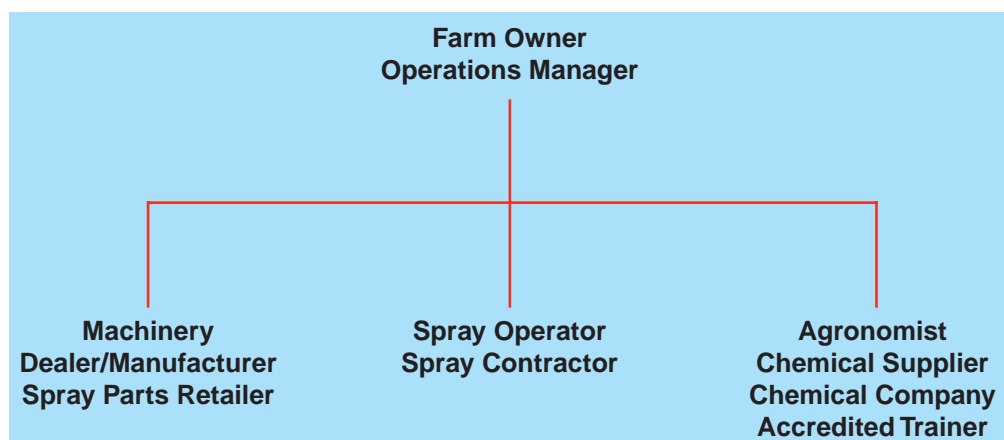 Farm Owner
Operations Manager
Machinery
Dealer/Manufacturer
Spray Parts Retailer
Spray Operator
Spray Contractor
Agronomist
Chemical Supplier
Chemical Company
Accredited Trainer